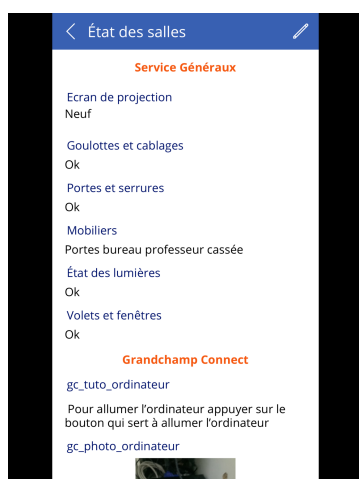 État des salles
Service Généraux
Ecran de projection
Neuf
Goulottes et cablages
Ok
Portes et serrures
Ok
Mobiliers
Portes bureau professeur cassée
État des lumières
Ok
Volets et fenêtres
Ok
Grandchamp Connect
gc_tuto_ordinateur
Pour allumer l’ordinateur appuyer sur le
bouton qui sert à allumer l’ordinateur
gc_photo_ordinateur